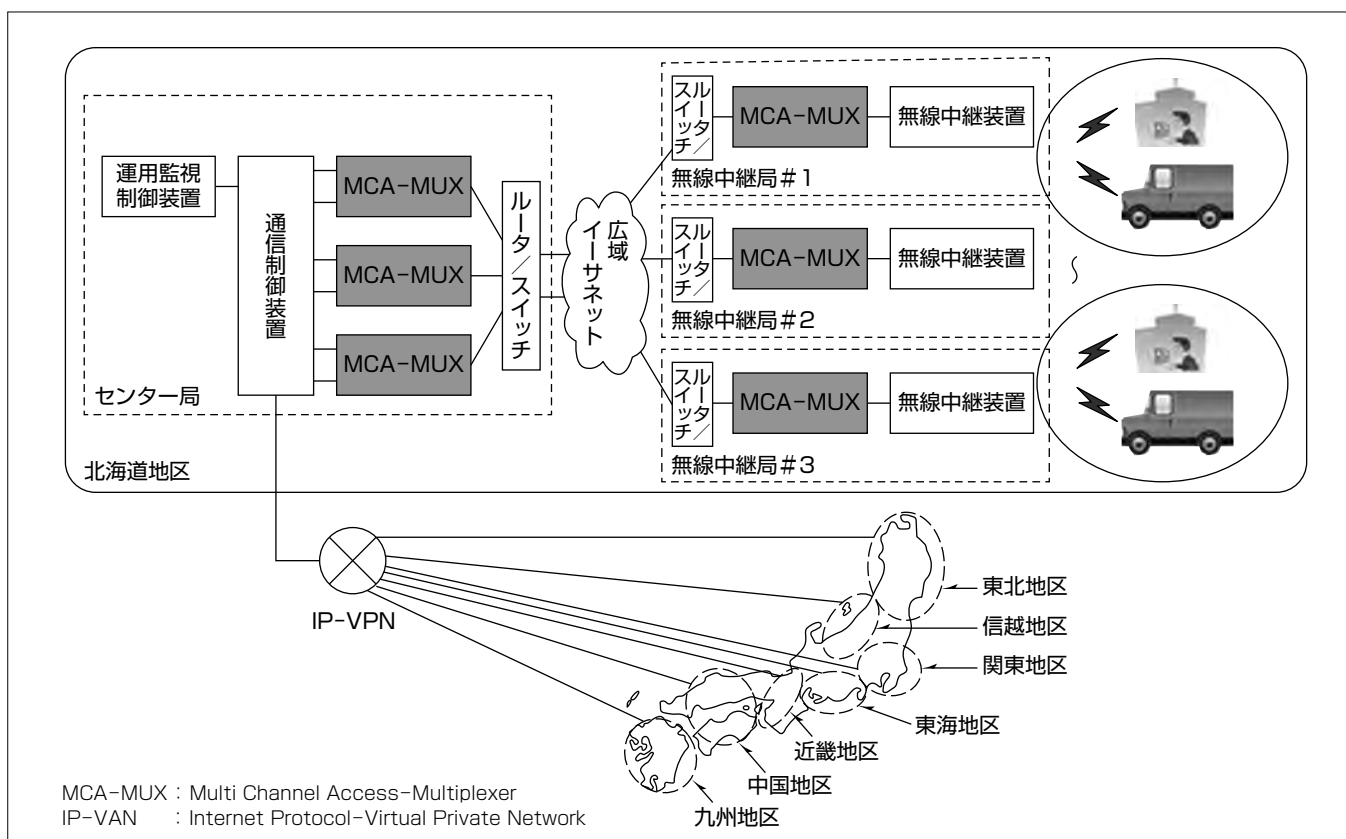 運用監視
制御装置
通信制御装置
MCA-MUX
MCA-MUX
MCA-MUX
ルータ／スイッチ
センター局
広域
イーサネット
ルータ／
スイッチ
MCA-MUX
無線中継装置
無線中継局＃1
ルータ／
スイッチ
MCA-MUX
無線中継装置
無線中継局＃2
ルータ／
スイッチ
MCA-MUX
無線中継装置
無線中継局＃3
北海道地区
IP-VPN
東北地区
信越地区
関東地区
東海地区
近畿地区
中国地区
九州地区
MCA-MUX：Multi Channel Access-Multiplexer
IP-VAN ：Internet Protocol-Virtual Private Network